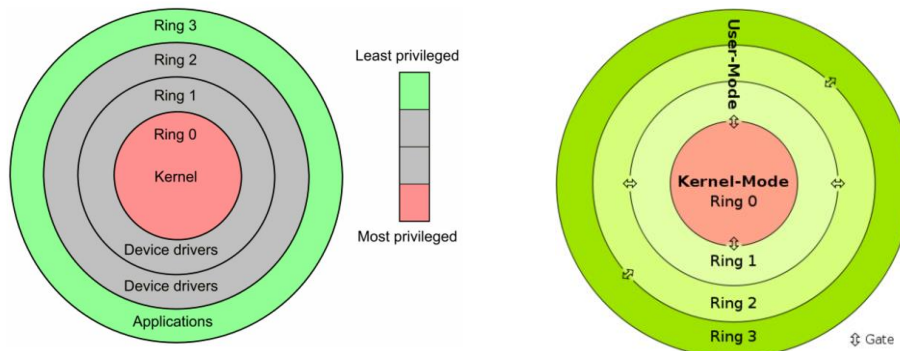 Ring 3
Ring 2
Ring 1
Ring 0
Kernel
Device drivers
Device drivers
Applications
Least privileged
Most privileged
User-Mode
Kernel-Mode
Ring 0
Ring 1
Ring 2
Ring 3
Gate